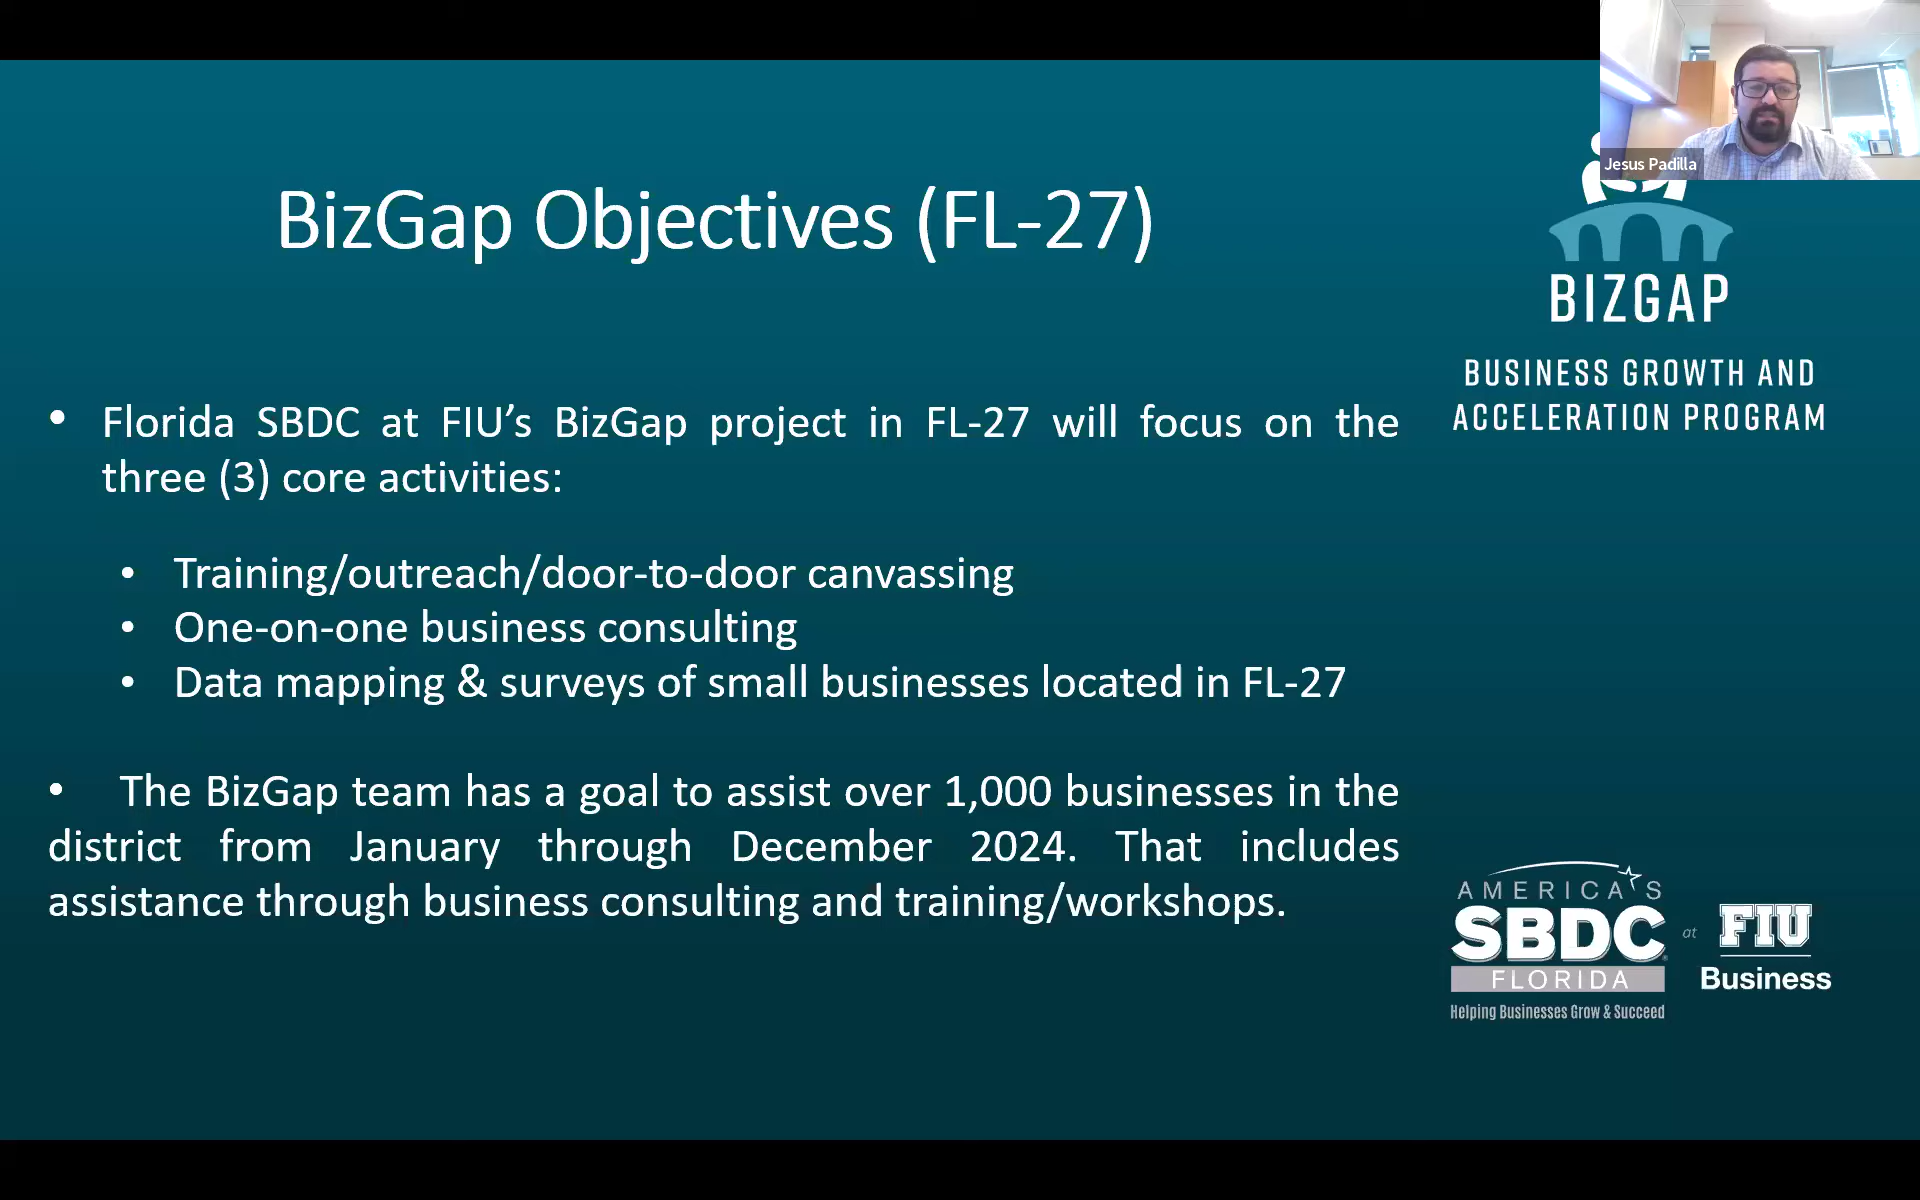 Jesus Padilla
BizGap Objectives (FL-27)
BIZGAP
BUSINESS GROWTH AND
ACCELERATION PROGRAM
• Florida SBDC at FIU’s BizGap project in FL-27 will focus on the
three (3) core activities:
• Training/outreach/door-to-door canvassing
• One-on-one business consulting
• Data mapping & surveys of small businesses located in FL-27
• The BizGap team has a goal to assist over 1,000 businesses in the
district from January through December 2024. That includes
assistance through business consulting and training/workshops.
AMERICA'S
SBDC
FLORIDA
Helping Businesses Grow & Succeed
at
FIU
Business